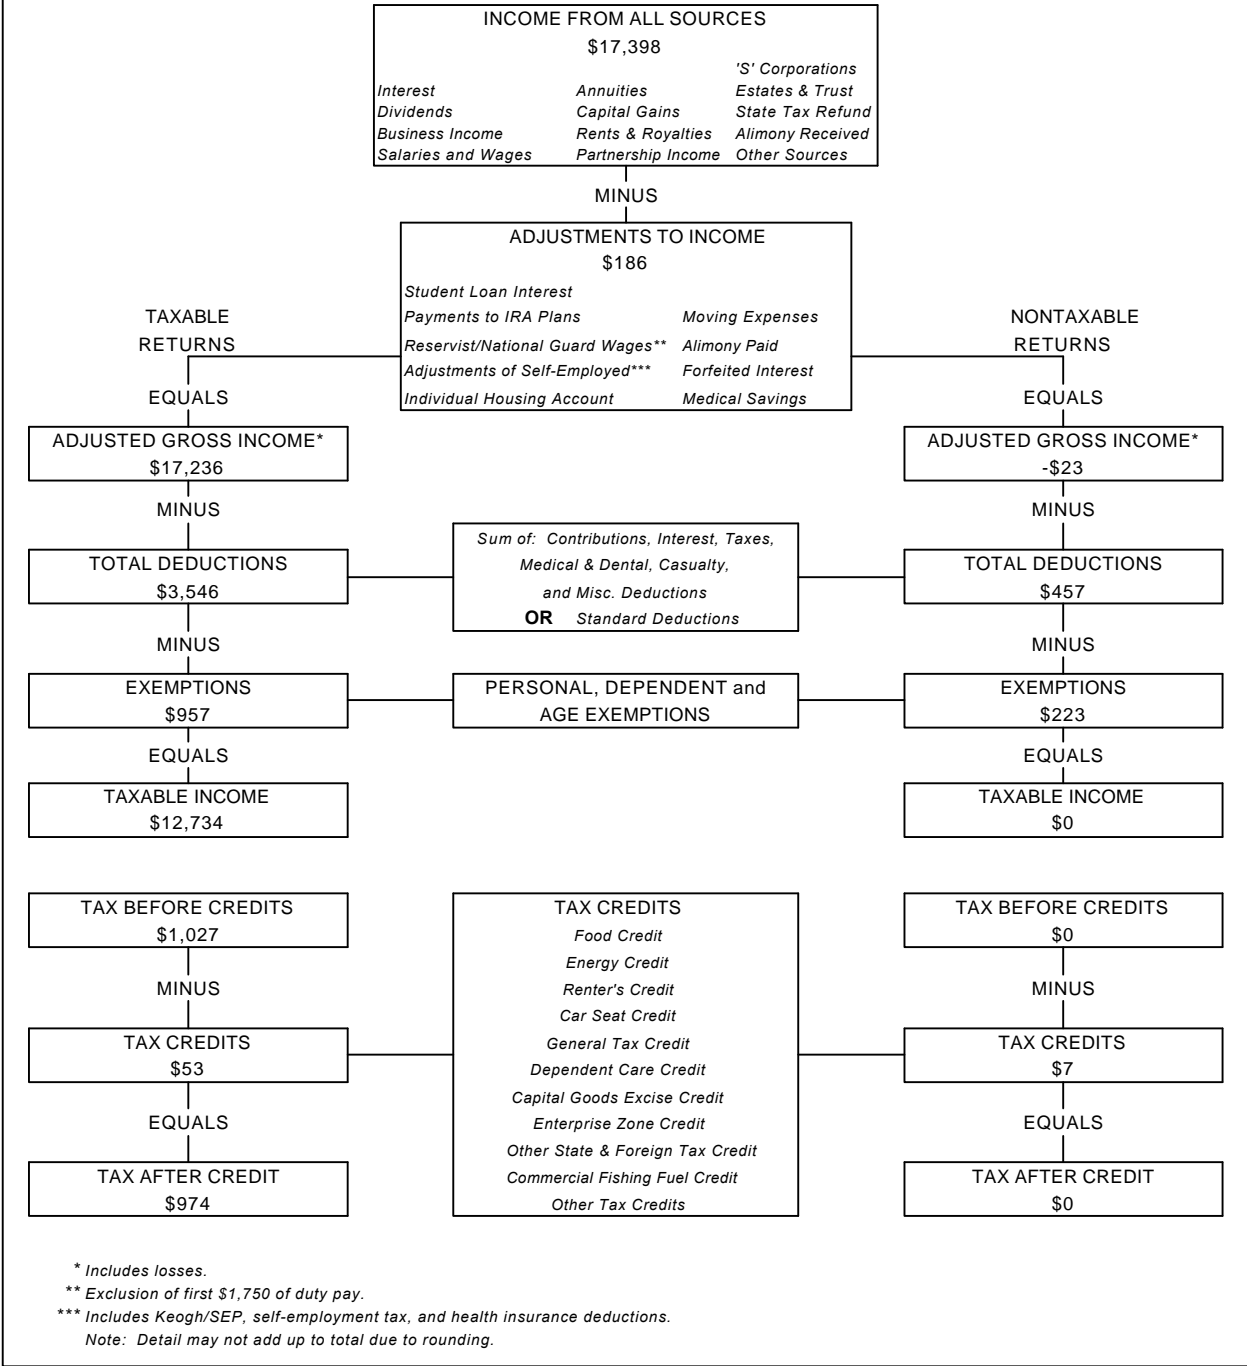 INCOME FROM ALL SOURCES
$17,398
'S' Corporations
Interest Annuities Estates & Trust
Dividends Capital Gains State Tax Refund
Business Income Rents & Royalties Alimony Received
Salaries and Wages Partnership Income Other Sources
MINUS
ADJUSTMENTS TO INCOME
$186
Student Loan Interest
Payments to IRA Plans Moving Expenses
Reservist/National Guard Wages** Alimony Paid
Adjustments of Self-Employed*** Forfeited Interest
Individual Housing Account Medical Savings
TAXABLE
RETURNS
NONTAXABLE
RETURNS
EQUALS EQUALS
ADJUSTED GROSS INCOME* ADJUSTED GROSS INCOME*
$17,236 -$23
MINUS MINUS
Sum of: Contributions, Interest, Taxes,
Medical & Dental, Casualty,
and Misc. Deductions
OR Standard Deductions
TOTAL DEDUCTIONS TOTAL DEDUCTIONS
$3,546 $457
MINUS MINUS
EXEMPTIONS PERSONAL, DEPENDENT and EXEMPTIONS
$957 AGE EXEMPTIONS $223
EQUALS EQUALS
TAXABLE INCOME TAXABLE INCOME
$12,734 $0
TAX BEFORE CREDITS TAX BEFORE CREDITS
$1,027 $0
MINUS MINUS
TAX CREDITS TAX CREDITS
$53 $7
EQUALS EQUALS
TAX AFTER CREDIT TAX AFTER CREDIT
$974 $0
TAX CREDITS
Food Credit
Energy Credit
Renter's Credit
Car Seat Credit
General Tax Credit
Dependent Care Credit
Capital Goods Excise Credit
Enterprise Zone Credit
Other State & Foreign Tax Credit
Commercial Fishing Fuel Credit
Other Tax Credits
* Includes losses.
** Exclusion of first $1,750 of duty pay.
*** Includes Keogh/SEP, self-employment tax, and health insurance deductions.
Note: Detail may not add up to total due to rounding.